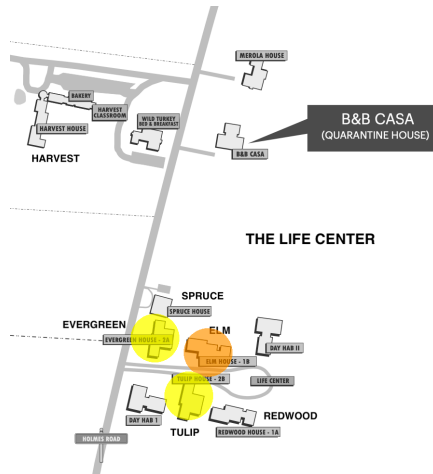 MEROLA HOUSE
BAKERY
HARVEST
CLASSROOM
WILD TURKEY
BED & BREAKFAST
HARVEST HOUSE
B&B CASA
(QUARANTINE HOUSE)
B&B CASA
HARVEST
THE LIFE CENTER
SPRUCE
SPRUCE HOUSE
EVERGREEN
ELM
EVERGREEN HOUSE - 2A
DAY HAB II
ELM HOUSE - 1B
TULIP HOUSE - 2B
LIFE CENTER
DAY HAB I
REDWOOD
TULIP
REDWOOD HOUSE - 1A
HOLMES ROAD